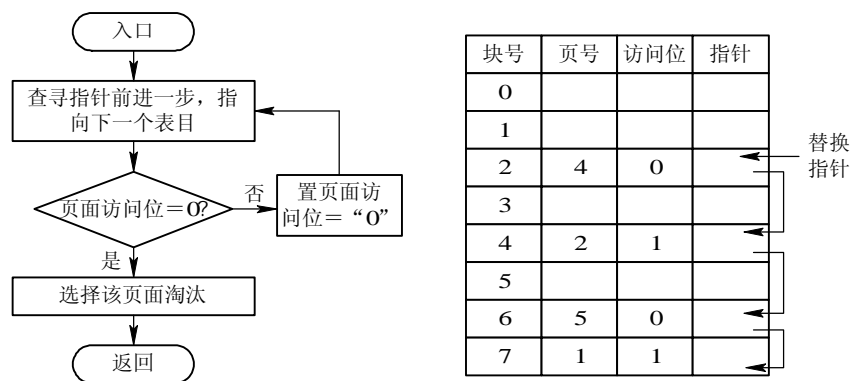 入口
查寻指针前进一步，指
向下一个表目
页面访问位＝0?
否
置页面访
问位＝“0”
是
选择该页面淘汰
返回
块号 页号 访问位 指针
0
1
2 4 0
3
4 2 1
5
6 5 0
7 1 1
替换
指针